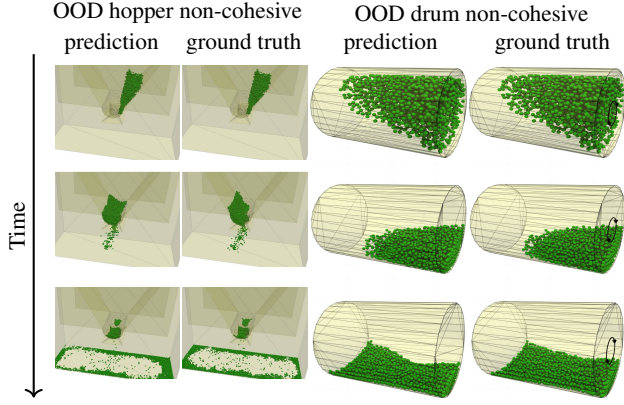 OOD hopper non-cohesive
prediction
ground truth
OOD drum non-cohesive
prediction
ground truth
Time